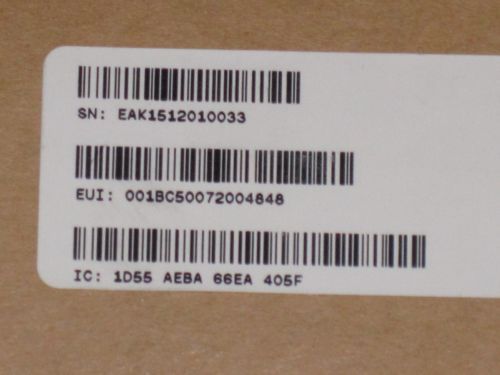 SN: EAK1512010033
EUI: 001BC50072004848
IC: 1D55 AEBA 66EA 405F